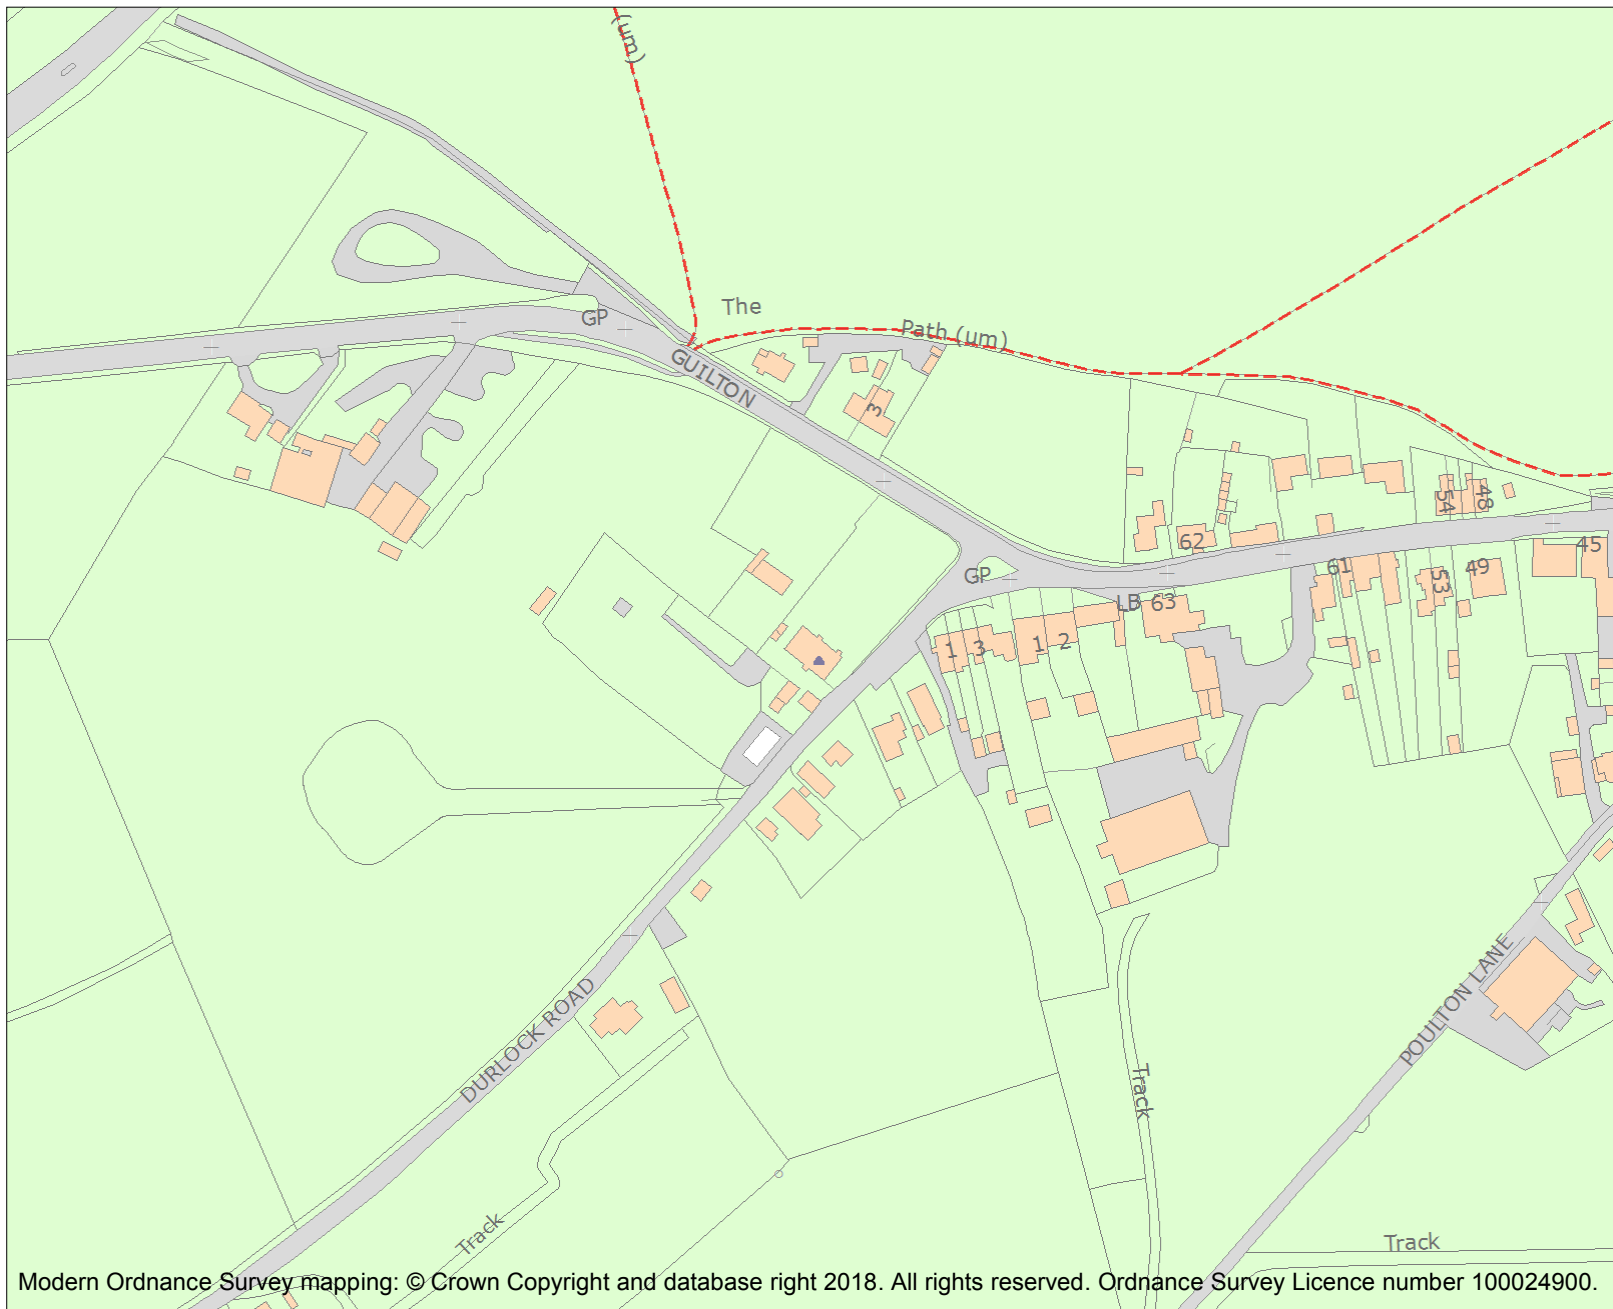 (um)
The
GP
Path (um)
GUILTON
3
54
48
62
45
61
53
49
GP
LB 63
1 3
1 2
DURLOCK ROAD
POULTON LANE
Track
Track
Track
Modern Ordnance Survey mapping: © Crown Copyright and database right 2018. All rights reserved. Ordnance Survey Licence number 100024900.